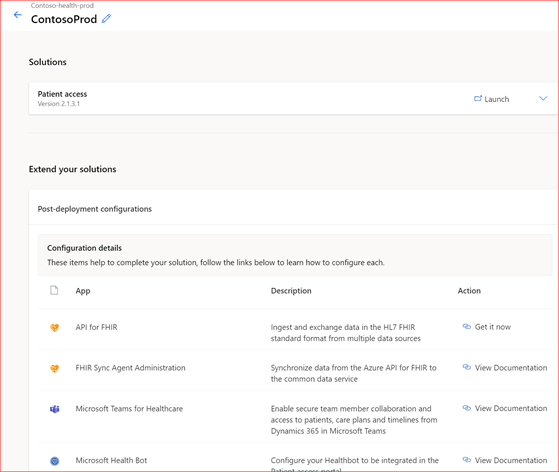 Contoso-health-prod
ContosoProd
Solutions
Patient access
Version 2.1.3.1
Launch
Extend your solutions
Post-deployment configurations
Configuration details
These items help to complete your solution, follow the links below to learn how to configure each.
App Description Action
API for FHIR
Ingest and exchange data in the HL7 FHIR
standard format from multiple data sources
Get it now
FHIR Sync Agent Administration
Synchronize data from the Azure API for FHIR to
the common data service
View Documentation
Microsoft Teams for Healthcare
Enable secure team member collaboration and
access to patients, care plans and timelines from
Dynamics 365 in Microsoft Teams
View Documentation
Microsoft Health Bot
Configure your Healthbot to be integrated in the
Patient access portal
View Documentation